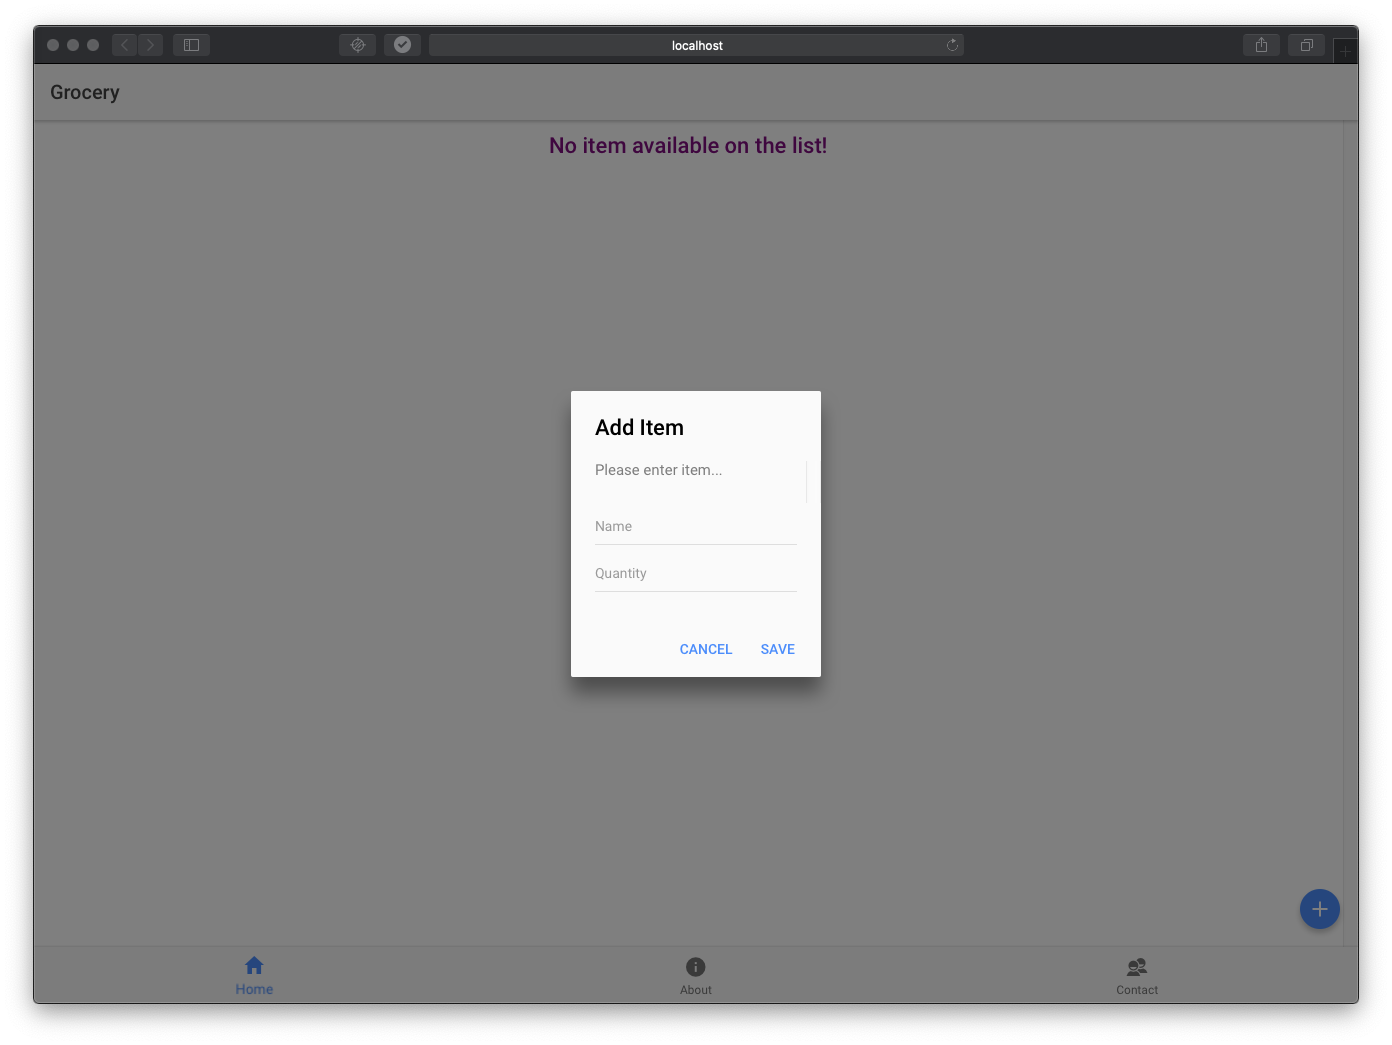 localhost
Grocery
No item available on the list!
Add Item
Please enter item...
Name
Quantity
CANCEL SAVE
Home About Contact